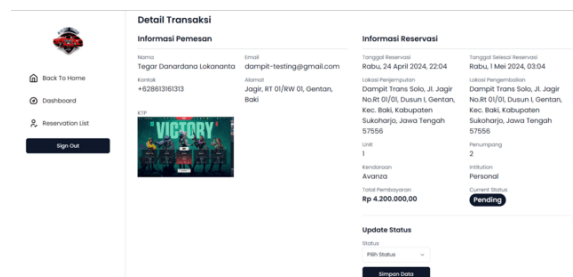 Detail Transaksi
Informasi Pemesan
Nama
Tegar Danardana Lokananta
Email
dampit-testing@gmail.com
Kontak
+628613161313
Alamat
Jagir, RT 01/RW 01, Gentan,
Baki
KTP
VICTORY
Back To Home
Dashboard
Reservation List
Sign Out
Informasi Reservasi
Tanggal Reservasi
Rabu, 24 April 2024, 22:04
Tanggal Selesai Reservasi
Rabu, 1 Mei 2024, 03:04
Lokasi Penjemputan
Dampit Trans Solo, Jl. Jagir
No.Rt 01/01, Dusun I, Gentan,
Kec. Baki, Kabupaten
Sukoharjo, Jawa Tengah
57556
Lokasi Pengembalian
Dampit Trans Solo, Jl. Jagir
No.Rt 01/01, Dusun I, Gentan,
Kec. Baki, Kabupaten
Sukoharjo, Jawa Tengah
57556
Unit
1
Penumpang
2
Kendaraan
Avanza
Intitution
Personal
Total Pembayaran
Rp 4.200.000,00
Current Status
Pending
Update Status
Status
Pilih Status
Simpan Data